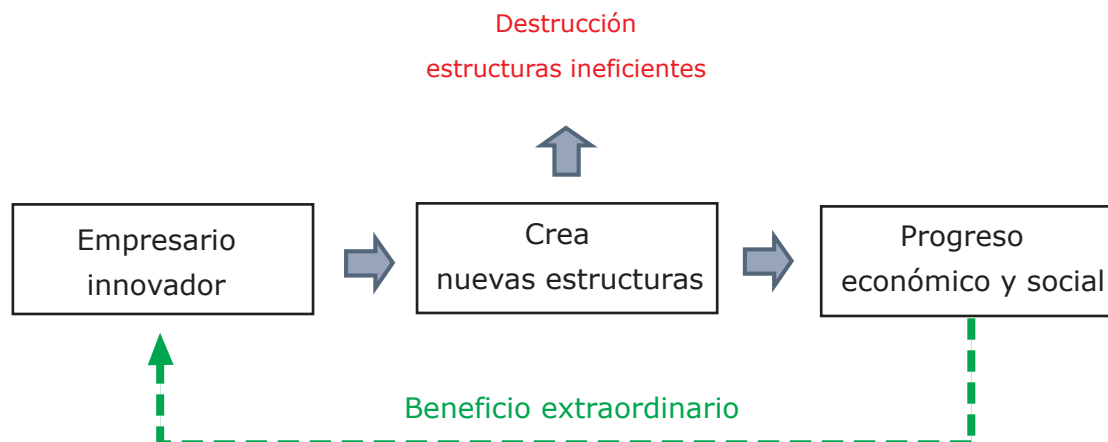 Destrucción
estructuras ineficientes
Empresario
innovador
Crea
nuevas estructuras
Progreso
económico y social
Beneficio extraordinario